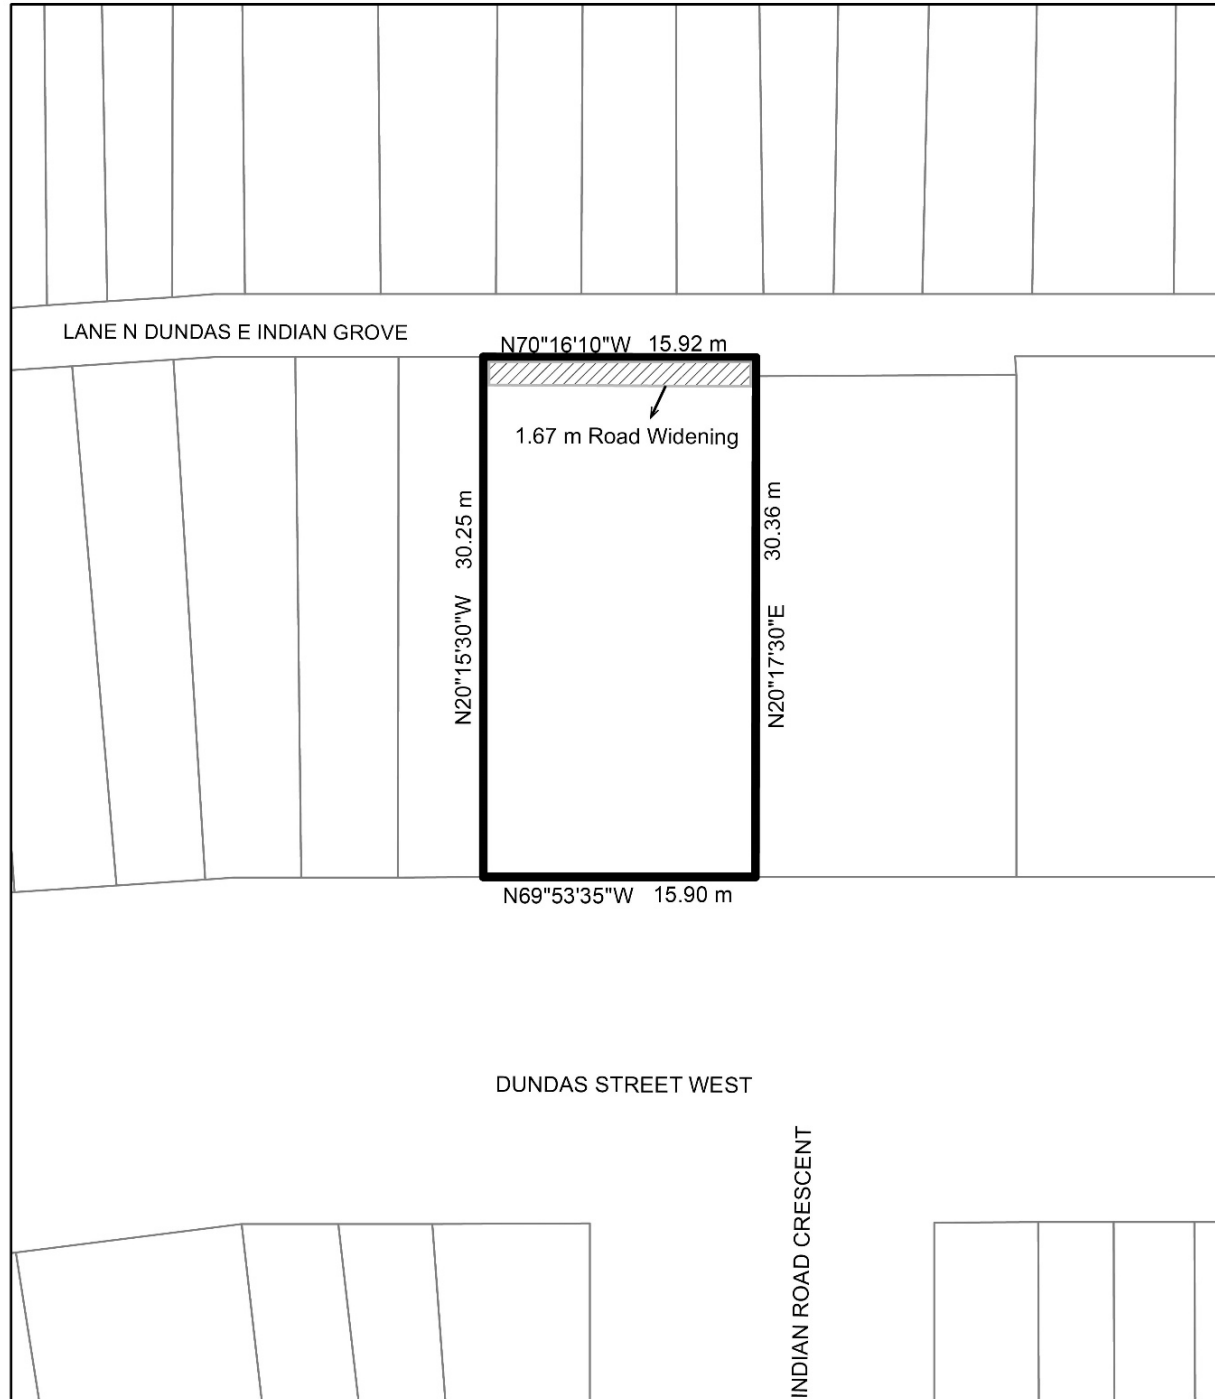 LANE N DUNDAS E INDIAN GROVE
N70"16'10"W 15.92 m
1.67 m Road Widening
N20"15'30"W 30.25 m
N20"17'30"E 30.36 m
N69"53'35"W 15.90 m
DUNDAS STREET WEST
INDIAN ROAD CRESCENT